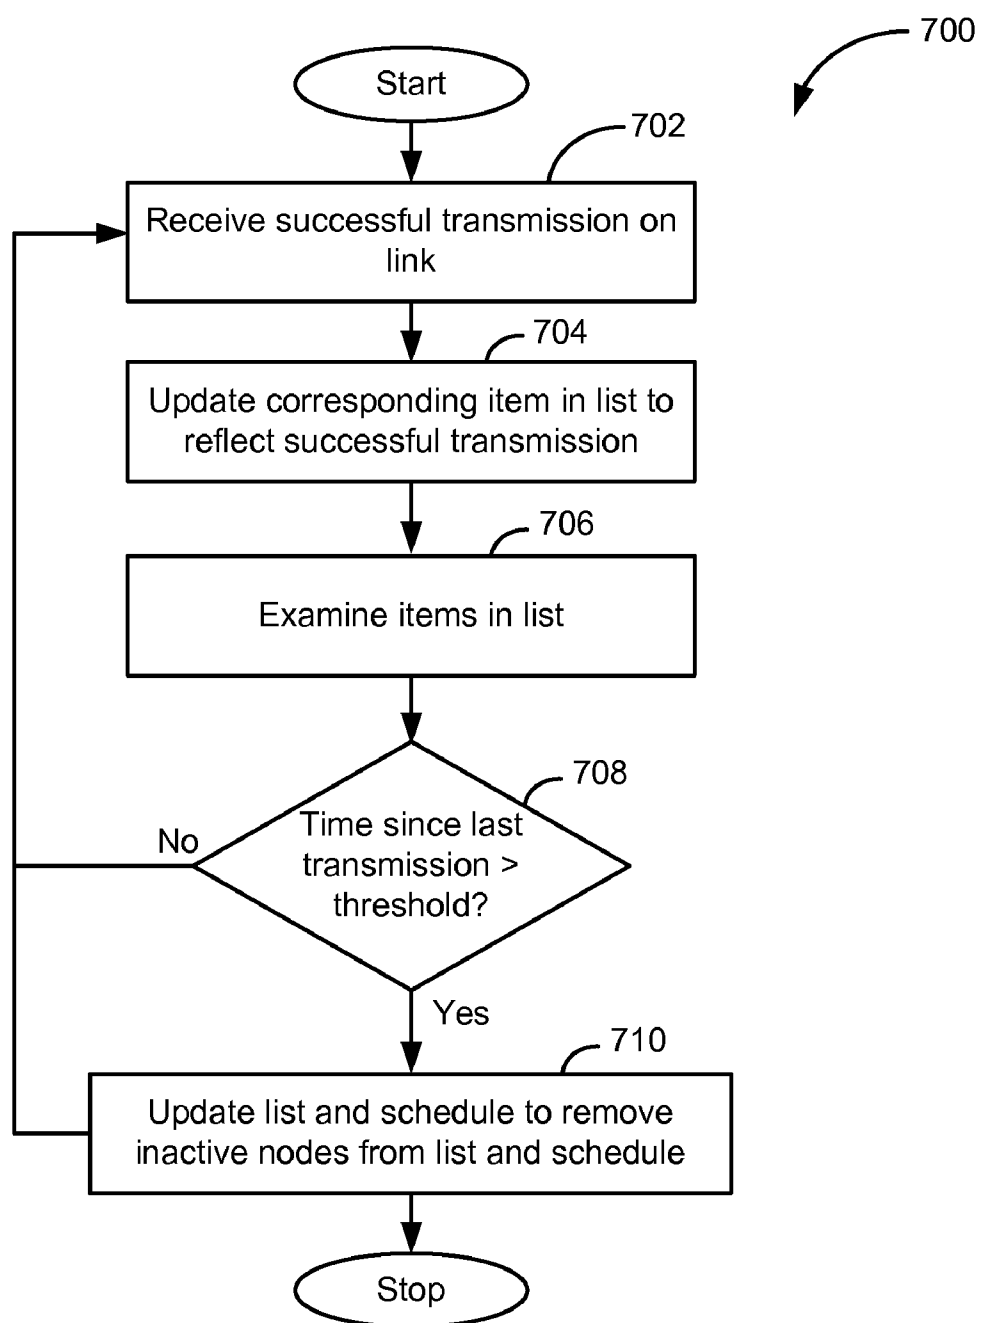 700
Start
702
Receive successful transmission on
link
704
Update corresponding item in list to
reflect successful transmission
706
Examine items in list
708
Time since last
transmission >
threshold?
No
Yes
710
Update list and schedule to remove
inactive nodes from list and schedule
Stop